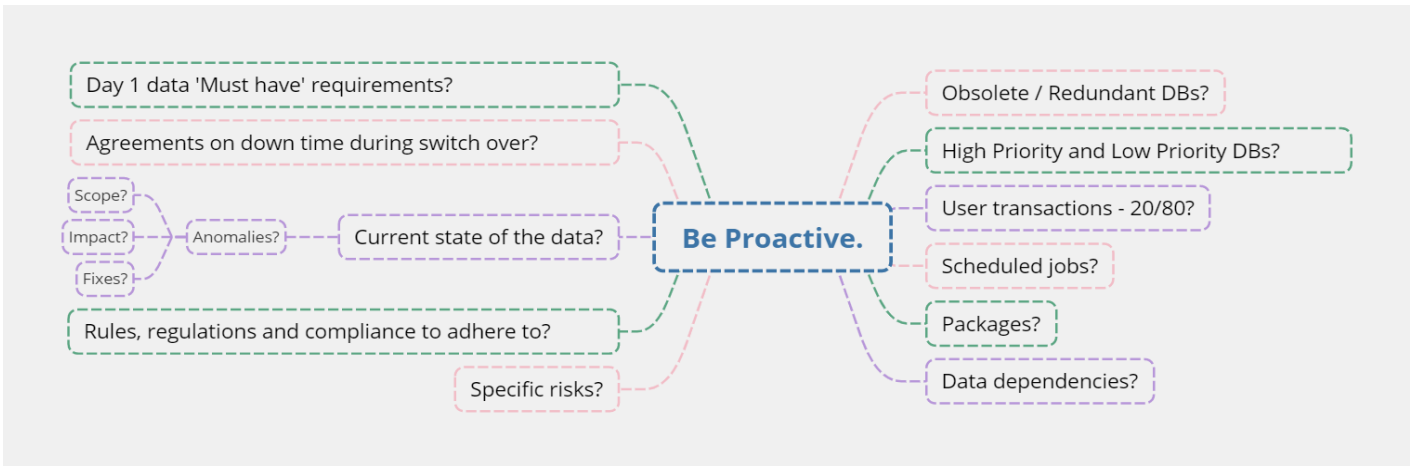 Day 1 data 'Must have' requirements?
Agreements on down time during switch over?
Scope?
Impact?
Fixes?
Anomalies?
Current state of the data?
Rules, regulations and compliance to adhere to?
Specific risks?
Be Proactive.
Obsolete / Redundant DBs?
High Priority and Low Priority DBs?
User transactions - 20/80?
Scheduled jobs?
Packages?
Data dependencies?